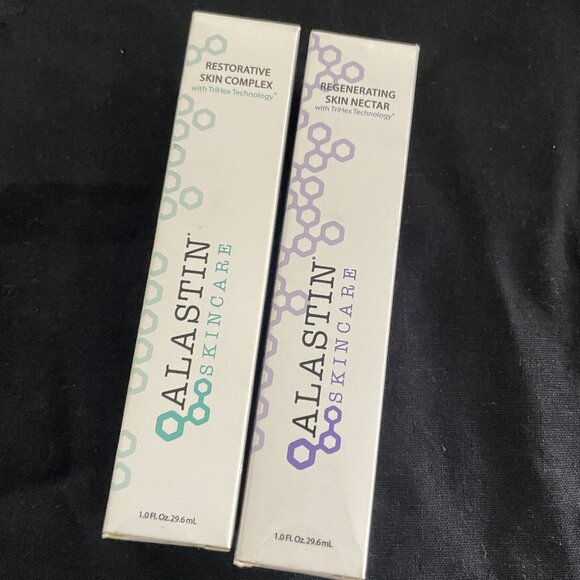 RESTORATIVE
SKIN COMPLEX
with TriHex Technology®
ALASTIN®
SKINCARE
1.0 Fl. Oz. 29.6 mL
REGENERATING
SKIN NECTAR
with TriHex Technology®
ALASTIN®
SKINCARE
1.0 Fl. Oz. 29.6 mL